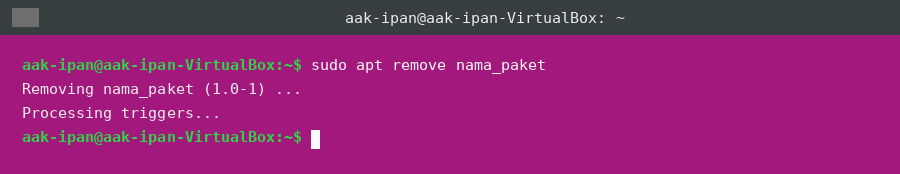 aak-ipan@aak-ipan-VirtualBox: ~
aak-ipan@aak-ipan-VirtualBox:~$ sudo apt remove nama_paket
Removing nama_paket (1.0-1) ...
Processing triggers...
aak-ipan@aak-ipan-VirtualBox:~$